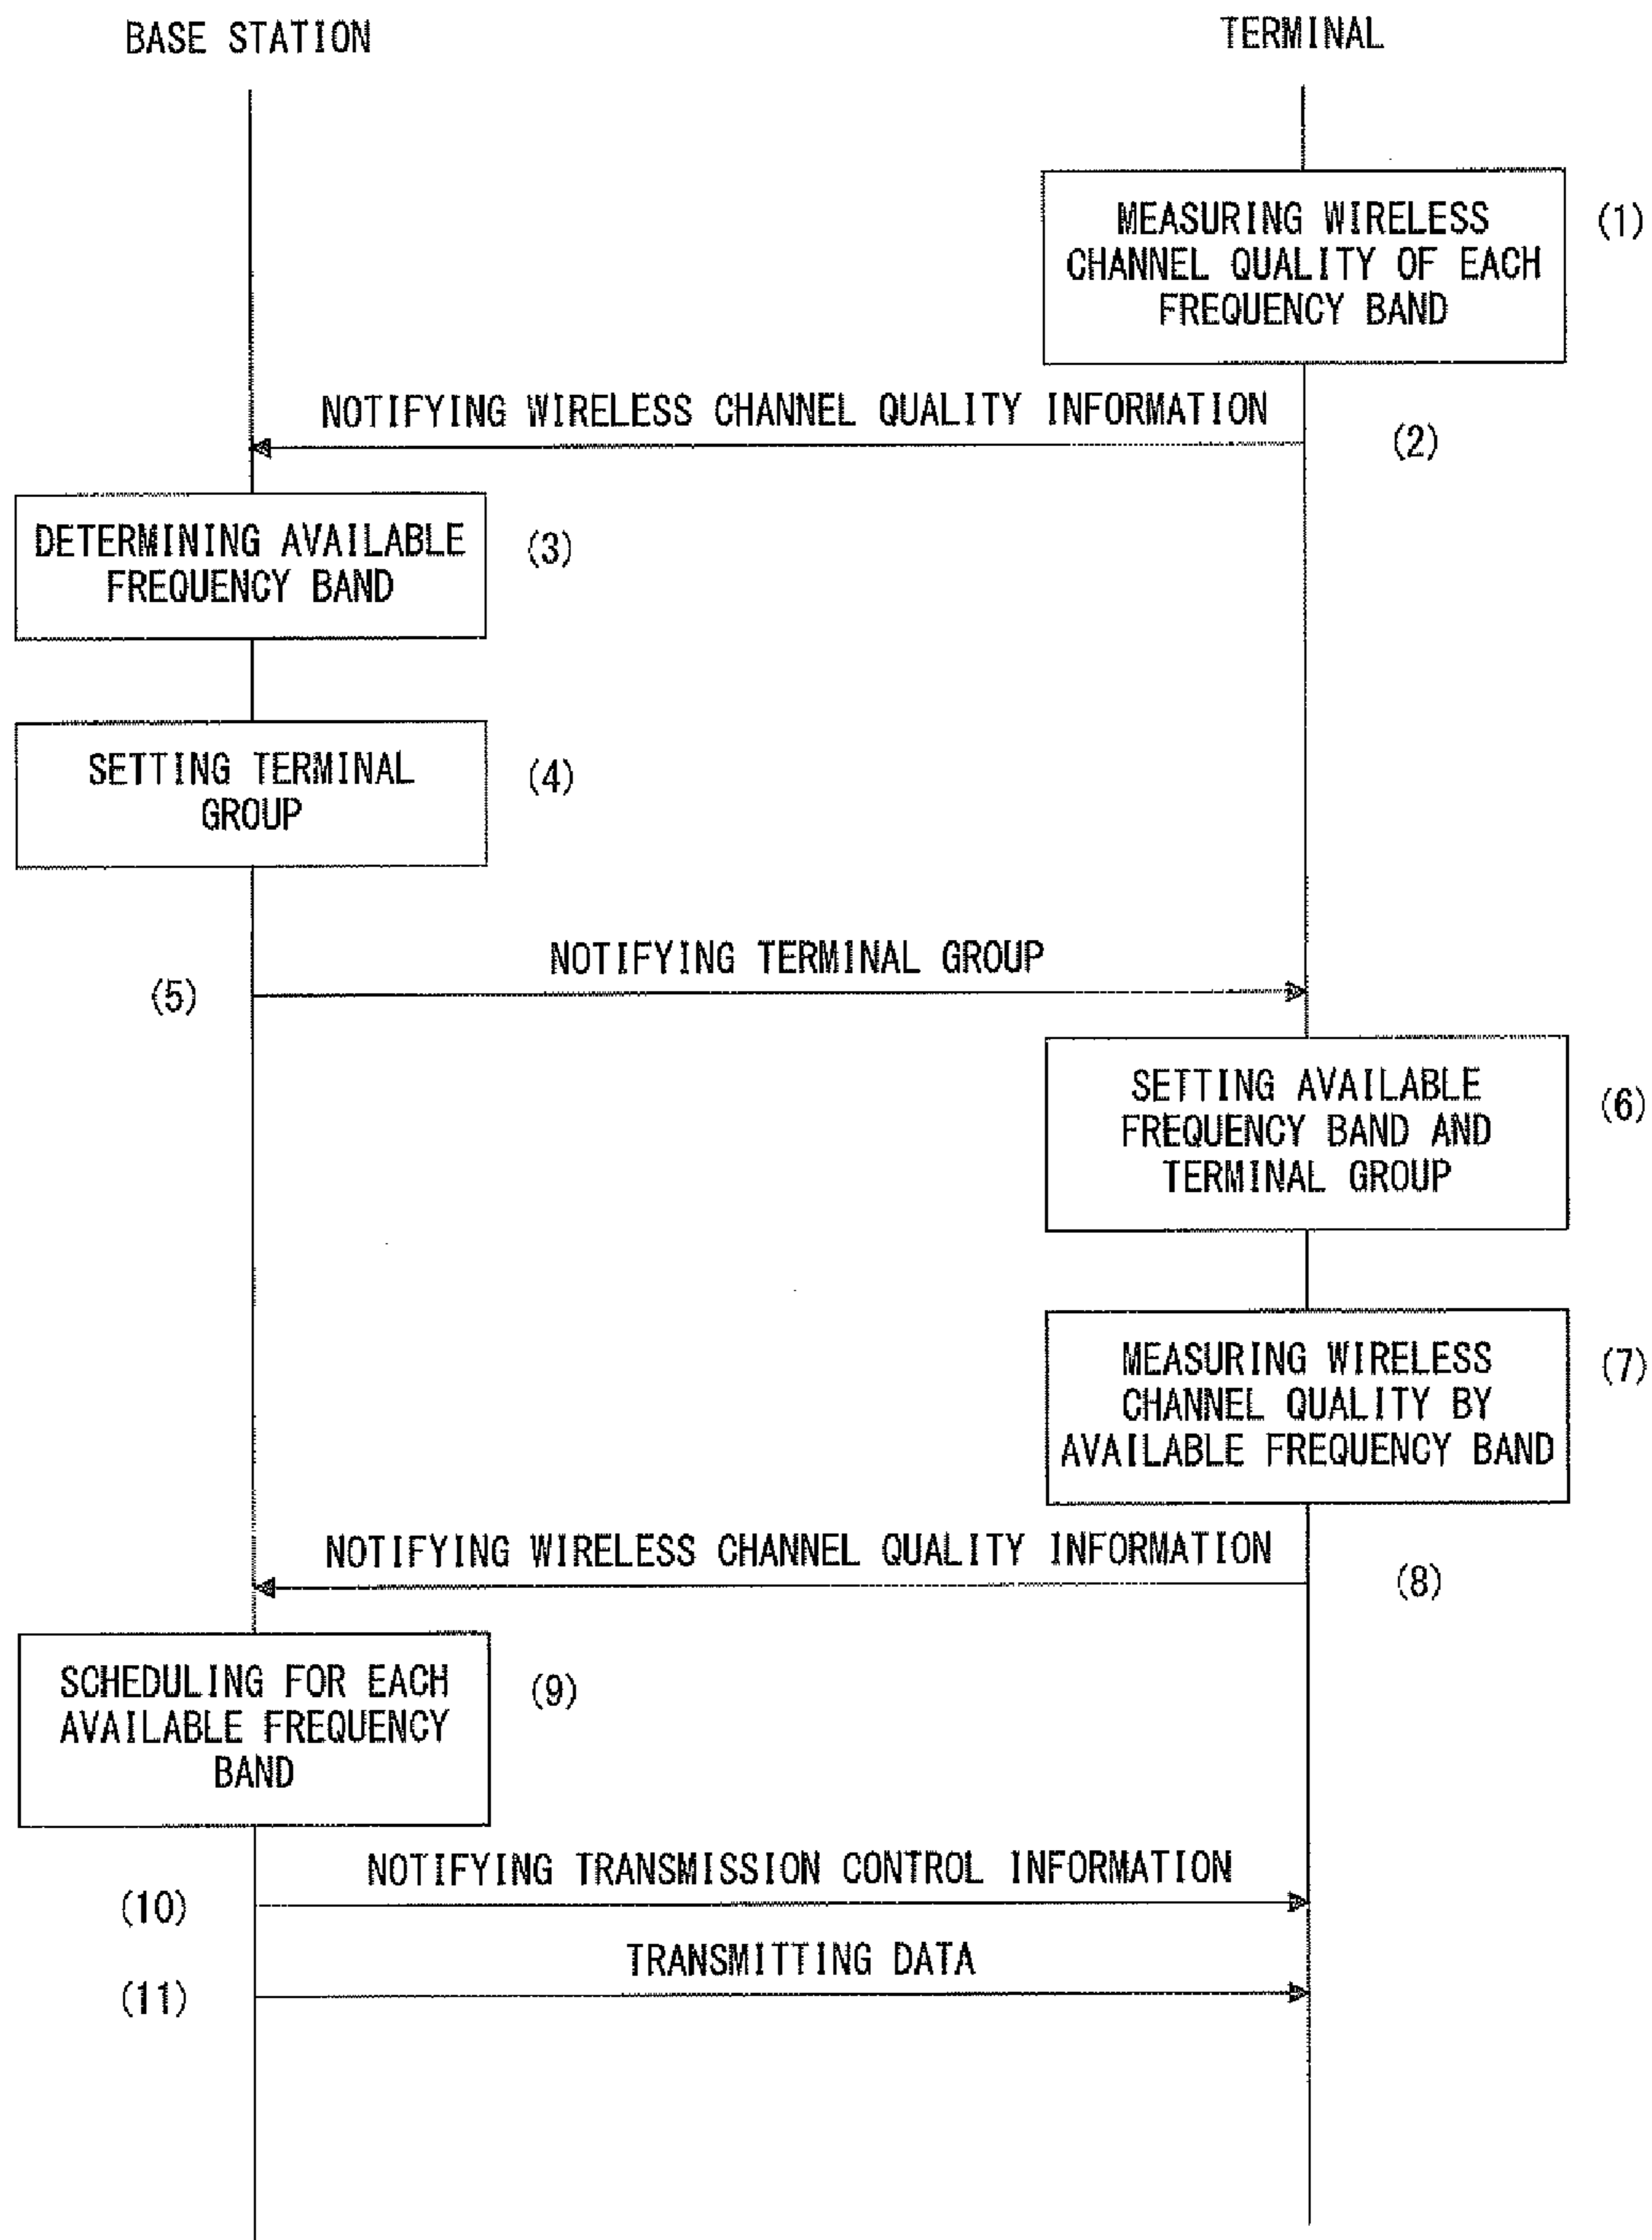 BASE STATION
TERMINAL
MEASURING WIRELESS
CHANNEL QUALITY OF EACH
FREQUENCY BAND
(1)
NOTIFYING WIRELESS CHANNEL QUALITY INFORMATION
(2)
DETERMINING AVAILABLE
FREQUENCY BAND
(3)
SETTING TERMINAL
GROUP
(4)
NOTIFYING TERMINAL GROUP
(5)
SETTING AVAILABLE
FREQUENCY BAND AND
TERMINAL GROUP
(6)
MEASURING WIRELESS
CHANNEL QUALITY BY
AVAILABLE FREQUENCY BAND
(7)
NOTIFYING WIRELESS CHANNEL QUALITY INFORMATION
(8)
SCHEDULING FOR EACH
AVAILABLE FREQUENCY
BAND
(9)
NOTIFYING TRANSMISSION CONTROL INFORMATION
(10)
TRANSMITTING DATA
(11)